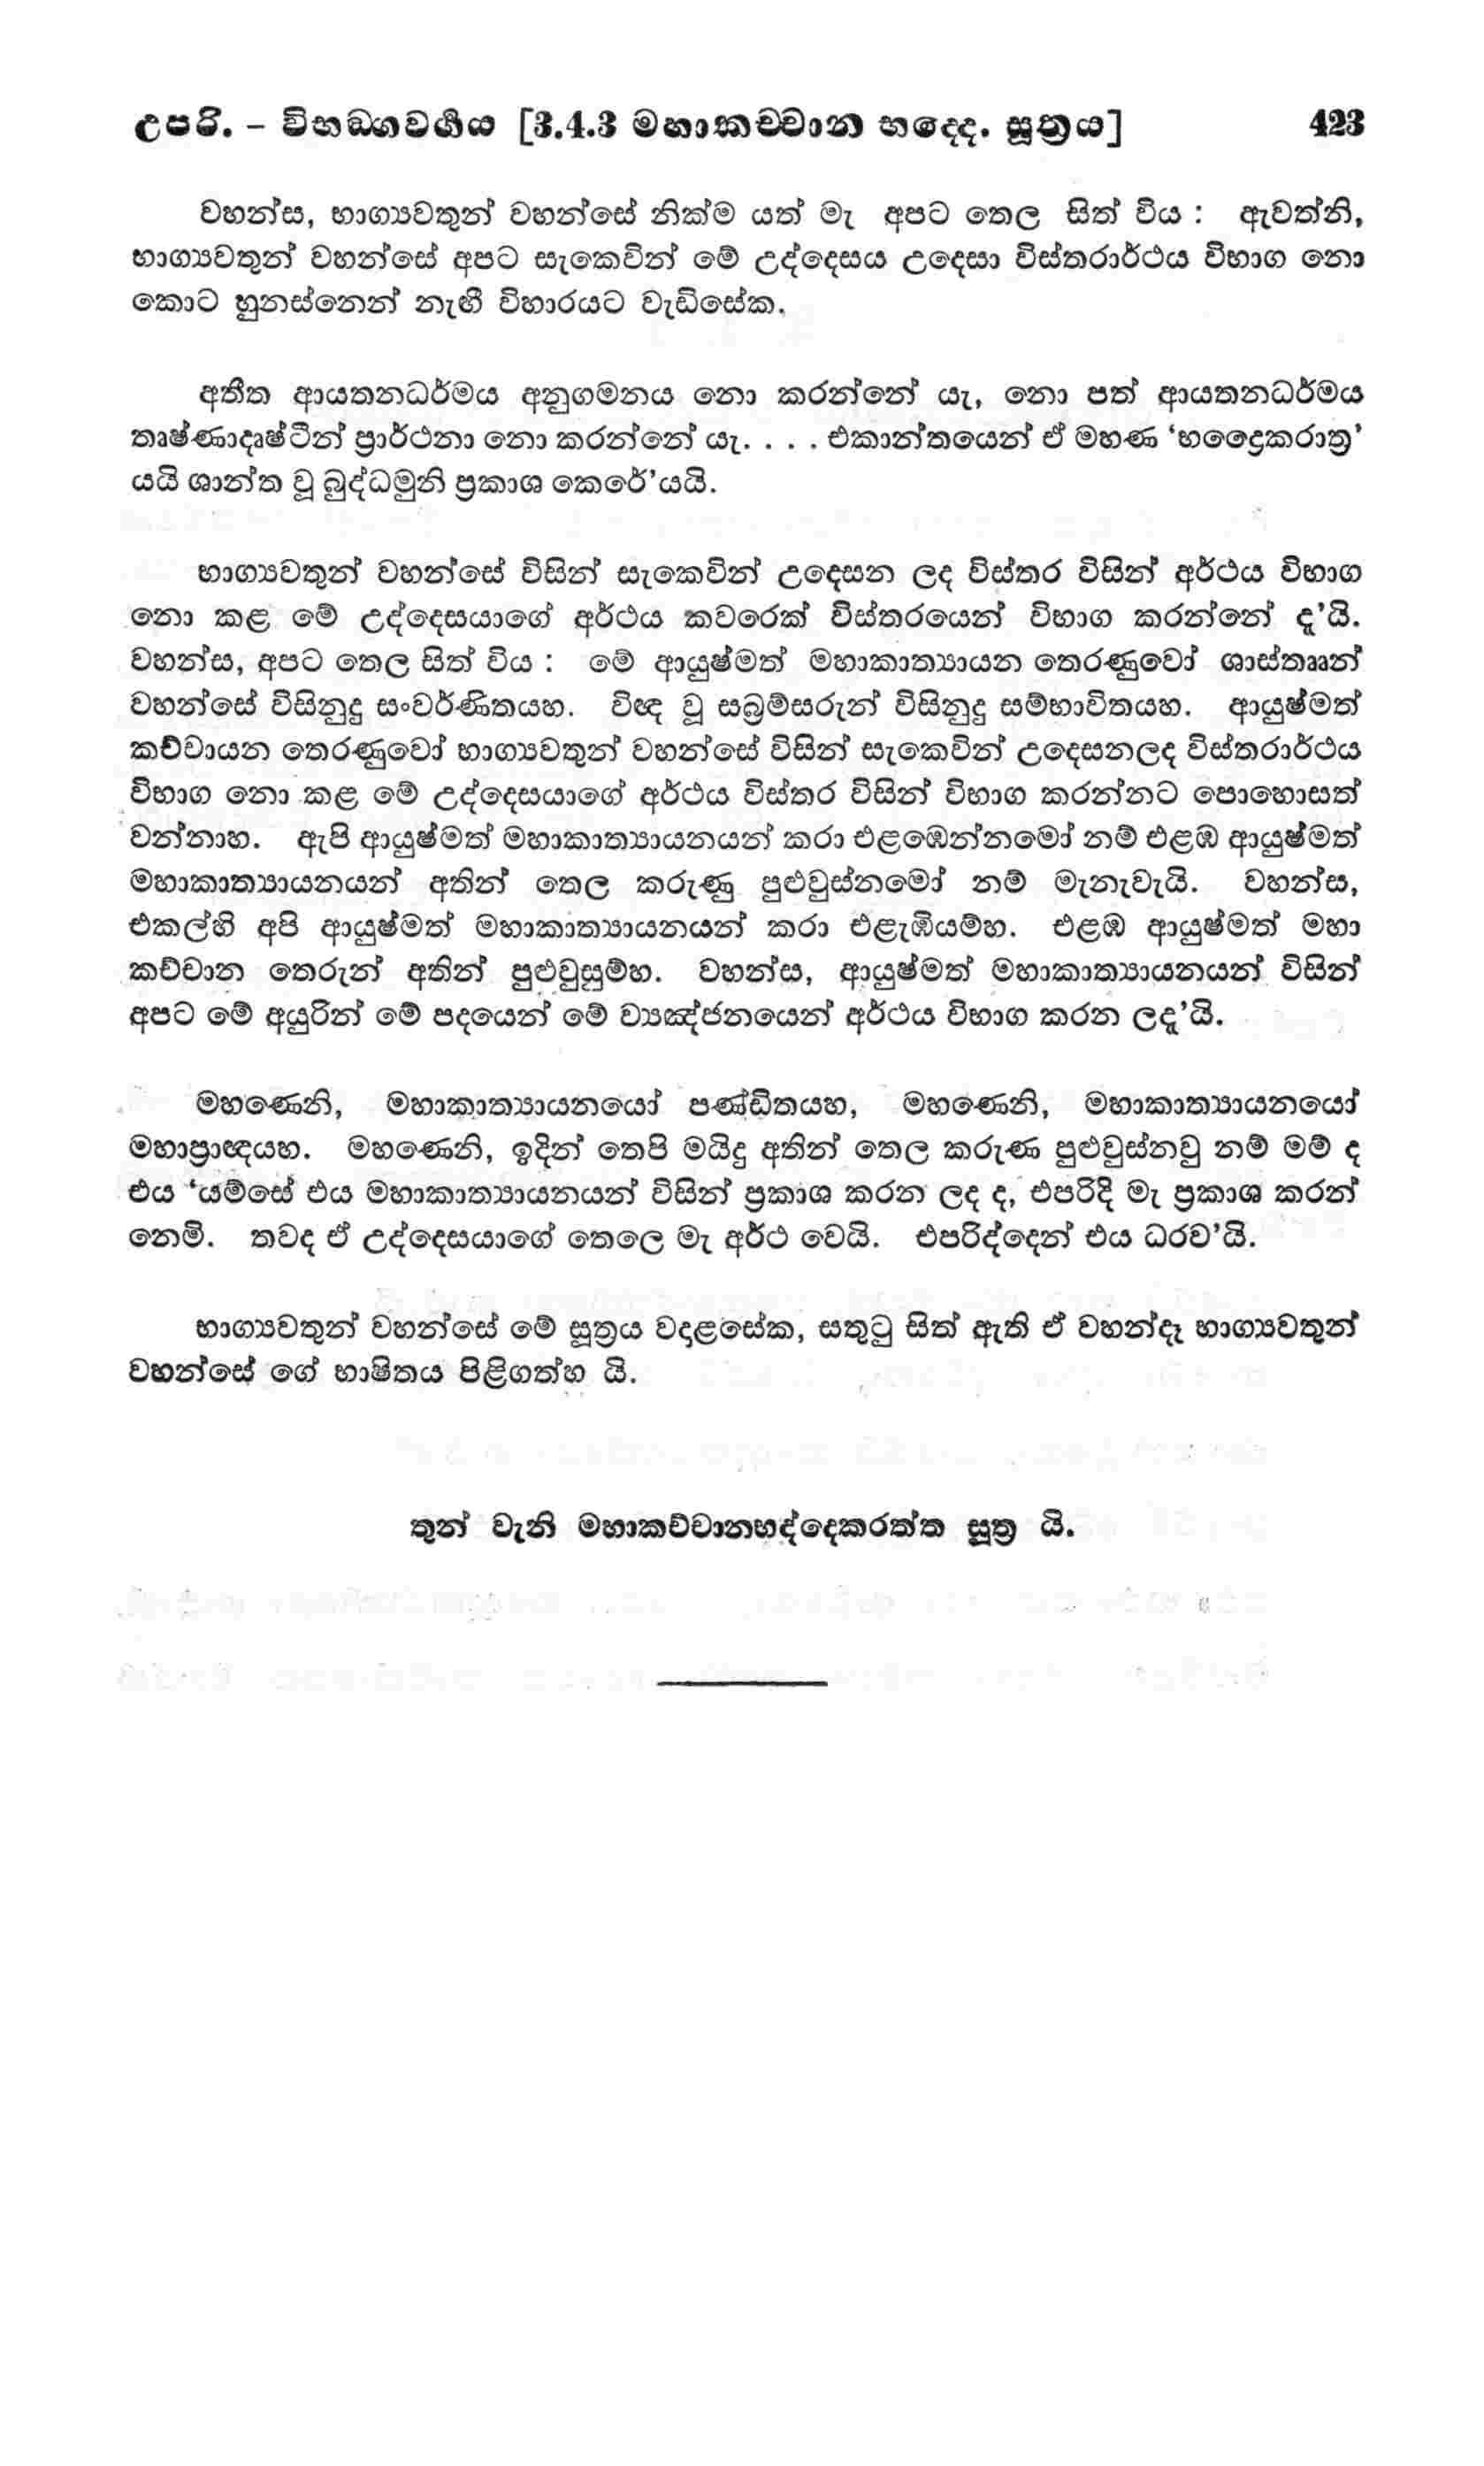 උපරි. – විභඞ්ගවර්ගය [3.4.3 මහාකච්චාන භද්දෙ. සූත්‍රය] 423
වහන්ස, භාග්‍යවතුන් වහන්සේ නික්ම යත් මැ අපට තෙල සිත් විය : ඇවත්නි,
භාග්‍යවතුන් වහන්සේ අපට සැකෙවින් මේ උද්දෙසය උදෙසා විස්තරාර්ථය විභාග නො
කොට හුනස්නෙන් නැඟී විහාරයට වැඩිසේක.
අතීත ආයතනධර්මය අනුගමනය නො කරන්නේ යැ, නො පත් ආයතනධර්මය
තෘෂ්ණාදෘෂ්ටීන් ප්‍රාර්ථනා නො කරන්නේ යැ. . . . එකාන්තයෙන් ඒ මහණ ‘භද්‍රෛකරාත්‍ර’
යයි ශාන්ත වූ බුද්ධමුනි ප්‍රකාශ කෙරේ’යයි.
භාග්‍යවතුන් වහන්සේ විසින් සැකෙවින් උදෙසන ලද විස්තර විසින් අර්ථය විභාග
නො කළ මේ උද්දෙසයාගේ අර්ථය කවරෙක් විස්තරයෙන් විභාග කරන්නේ දැ’යි.
වහන්ස, අපට තෙල සිත් විය : මේ ආයුෂ්මත් මහාකාත්‍යායන තෙරණුවෝ ශාස්තෲන්
වහන්සේ විසිනුදු සංවර්ණිතයහ. විඥ වූ සබ්‍රම්සරුන් විසිනුදු සම්භාවිතයහ. ආයුෂ්මත්
කච්චායන තෙරණුවෝ භාග්‍යවතුන් වහන්සේ විසින් සැකෙවින් උදෙසනලද විස්තරාර්ථය
විභාග නො කළ මේ උද්දෙසයාගේ අර්ථය විස්තර විසින් විභාග කරන්නට පොහොසත්
වන්නාහ. ඇපි ආයුෂ්මත් මහාකාත්‍යායනයන් කරා එළඹෙන්නමෝ නම් එළඹ ආයුෂ්මත්
මහාකාත්‍යායනයන් අතින් තෙල කරුණු පුළුවුස්නමෝ නම් මැනැවැයි. වහන්ස,
එකල්හි අපි ආයුෂ්මත් මහාකාත්‍යායනයන් කරා එළැඹියම්හ. එළඹ ආයුෂ්මත් මහා
කච්චාන තෙරුන් අතින් පුළුවුසුම්හ. වහන්ස, ආයුෂ්මත් මහාකාත්‍යායනයන් විසින්
අපට මේ අයුරින් මේ පදයෙන් මේ ව්‍යඤ්ජනයෙන් අර්ථය විභාග කරන ලදැ’යි.
මහණෙනි, මහාකාත්‍යායනයෝ පණ්ඩිතයහ, මහණෙනි, මහාකාත්‍යායනයෝ
මහාප්‍රාඥයහ. මහණෙනි, ඉදින් තෙපි මයිදු අතින් තෙල කරුණ පුළුවුස්නවු නම් මම් ද
එය ‘යම්සේ එය මහාකාත්‍යායනයන් විසින් ප්‍රකාශ කරන ලද ද, එපරිදි මැ ප්‍රකාශ කරන්
නෙමි. තවද ඒ උද්දෙසයාගේ තෙලෙ මැ අර්ථ වෙයි. එපරිද්දෙන් එය ධරව’යි.
භාග්‍යවතුන් වහන්සේ මේ සූත්‍රය වදාළසේක, සතුටු සිත් ඇති ඒ වහන්දෑ භාග්‍යවතුන්
වහන්සේ ගේ භාෂිතය පිළිගත්හ යි.
තුන් වැනි මහාකච්චානභද්දෙකරත්ත සූත්‍ර යි.